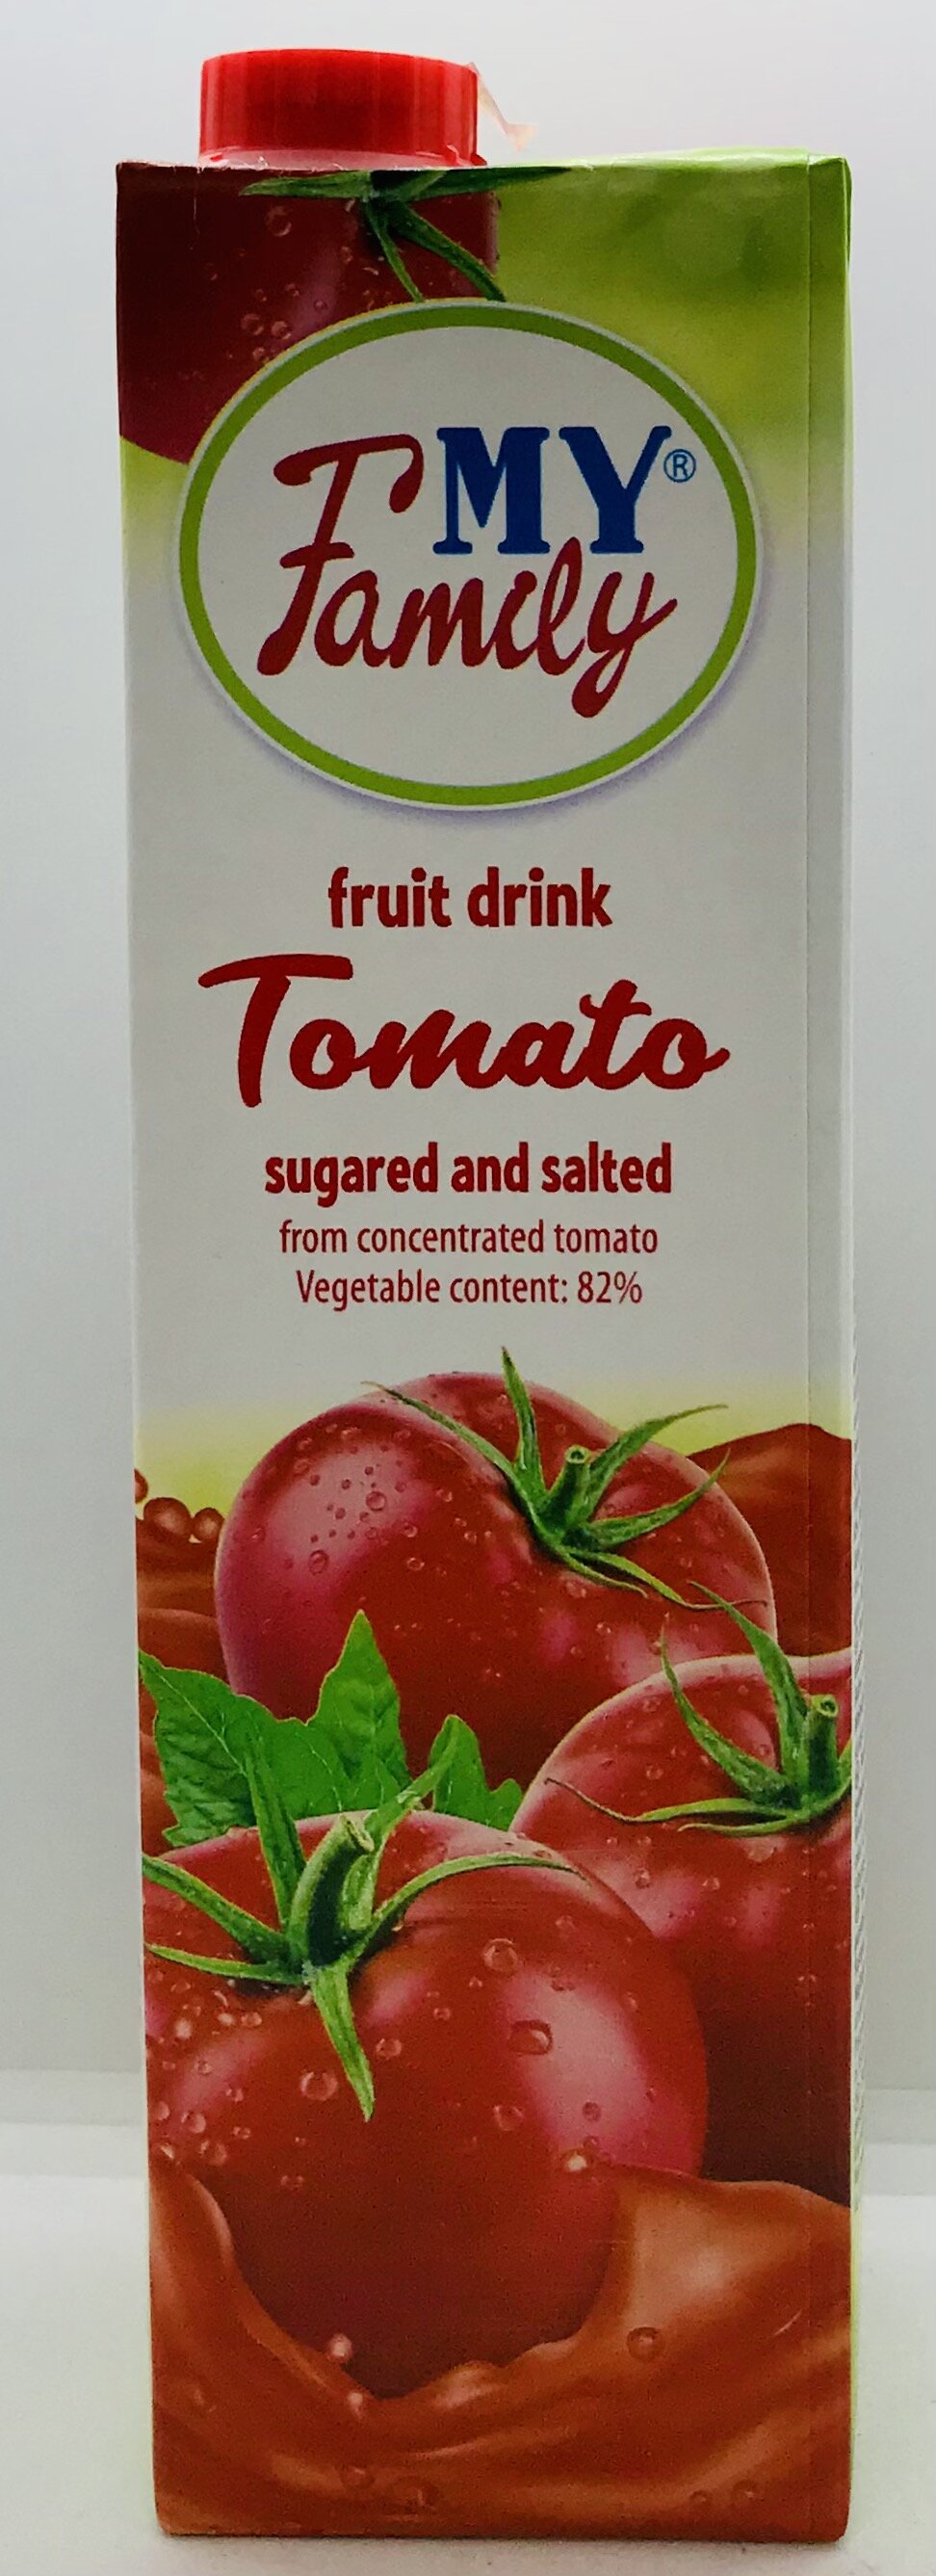 MY®
Family
fruit drink
Tomato
sugared and salted
from concentrated tomato
Vegetable content: 82%